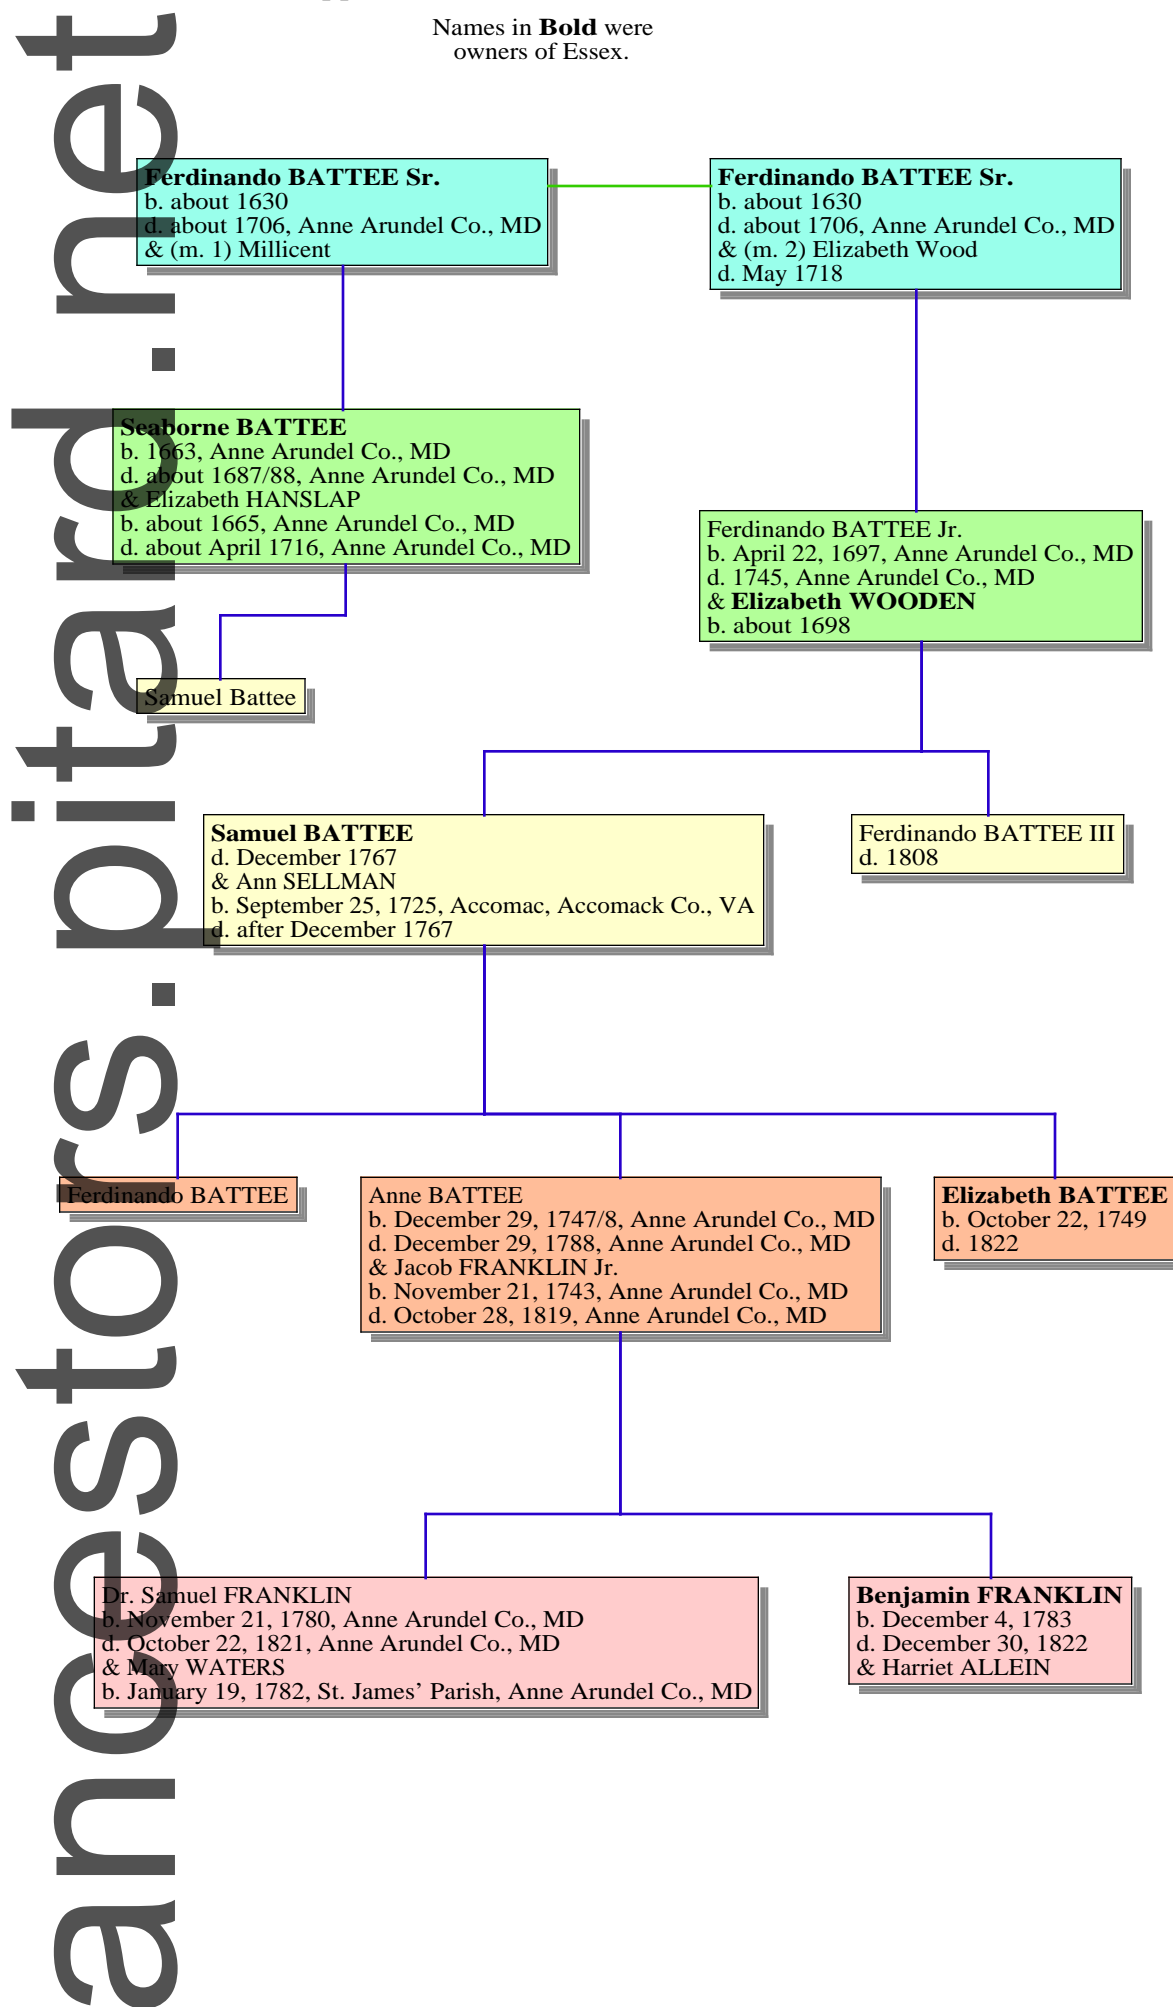 Names in Bold were
owners of Essex.
Ferdinando BATTEE Sr.
b. about 1630
d. about 1706, Anne Arundel Co., MD
& (m. 1) Millicent
Ferdinando BATTEE Sr.
b. about 1630
d. about 1706, Anne Arundel Co., MD
& (m. 2) Elizabeth Wood
d. May 1718
Seaborne BATTEE
b. 1663, Anne Arundel Co., MD
d. about 1687/88, Anne Arundel Co., MD
& Elizabeth HANSLAP
b. about 1665, Anne Arundel Co., MD
d. about April 1716, Anne Arundel Co., MD
Ferdinando BATTEE Jr.
b. April 22, 1697, Anne Arundel Co., MD
d. 1745, Anne Arundel Co., MD
& Elizabeth WOODEN
b. about 1698
Samuel Battee
Samuel BATTEE
d. December 1767
& Ann SELLMAN
b. September 25, 1725, Accomac, Accomack Co., VA
d. after December 1767
Ferdinando BATTEE III
d. 1808
Ferdinando BATTEE
Anne BATTEE
b. December 29, 1747/8, Anne Arundel Co., MD
d. December 29, 1788, Anne Arundel Co., MD
& Jacob FRANKLIN Jr.
b. November 21, 1743, Anne Arundel Co., MD
d. October 28, 1819, Anne Arundel Co., MD
Elizabeth BATTEE
b. October 22, 1749
d. 1822
Dr. Samuel FRANKLIN
b. November 21, 1780, Anne Arundel Co., MD
d. October 22, 1821, Anne Arundel Co., MD
& Mary WATERS
b. January 19, 1782, St. James’ Parish, Anne Arundel Co., MD
Benjamin FRANKLIN
b. December 4, 1783
d. December 30, 1822
& Harriet ALLEIN
ancestors.pitard.net